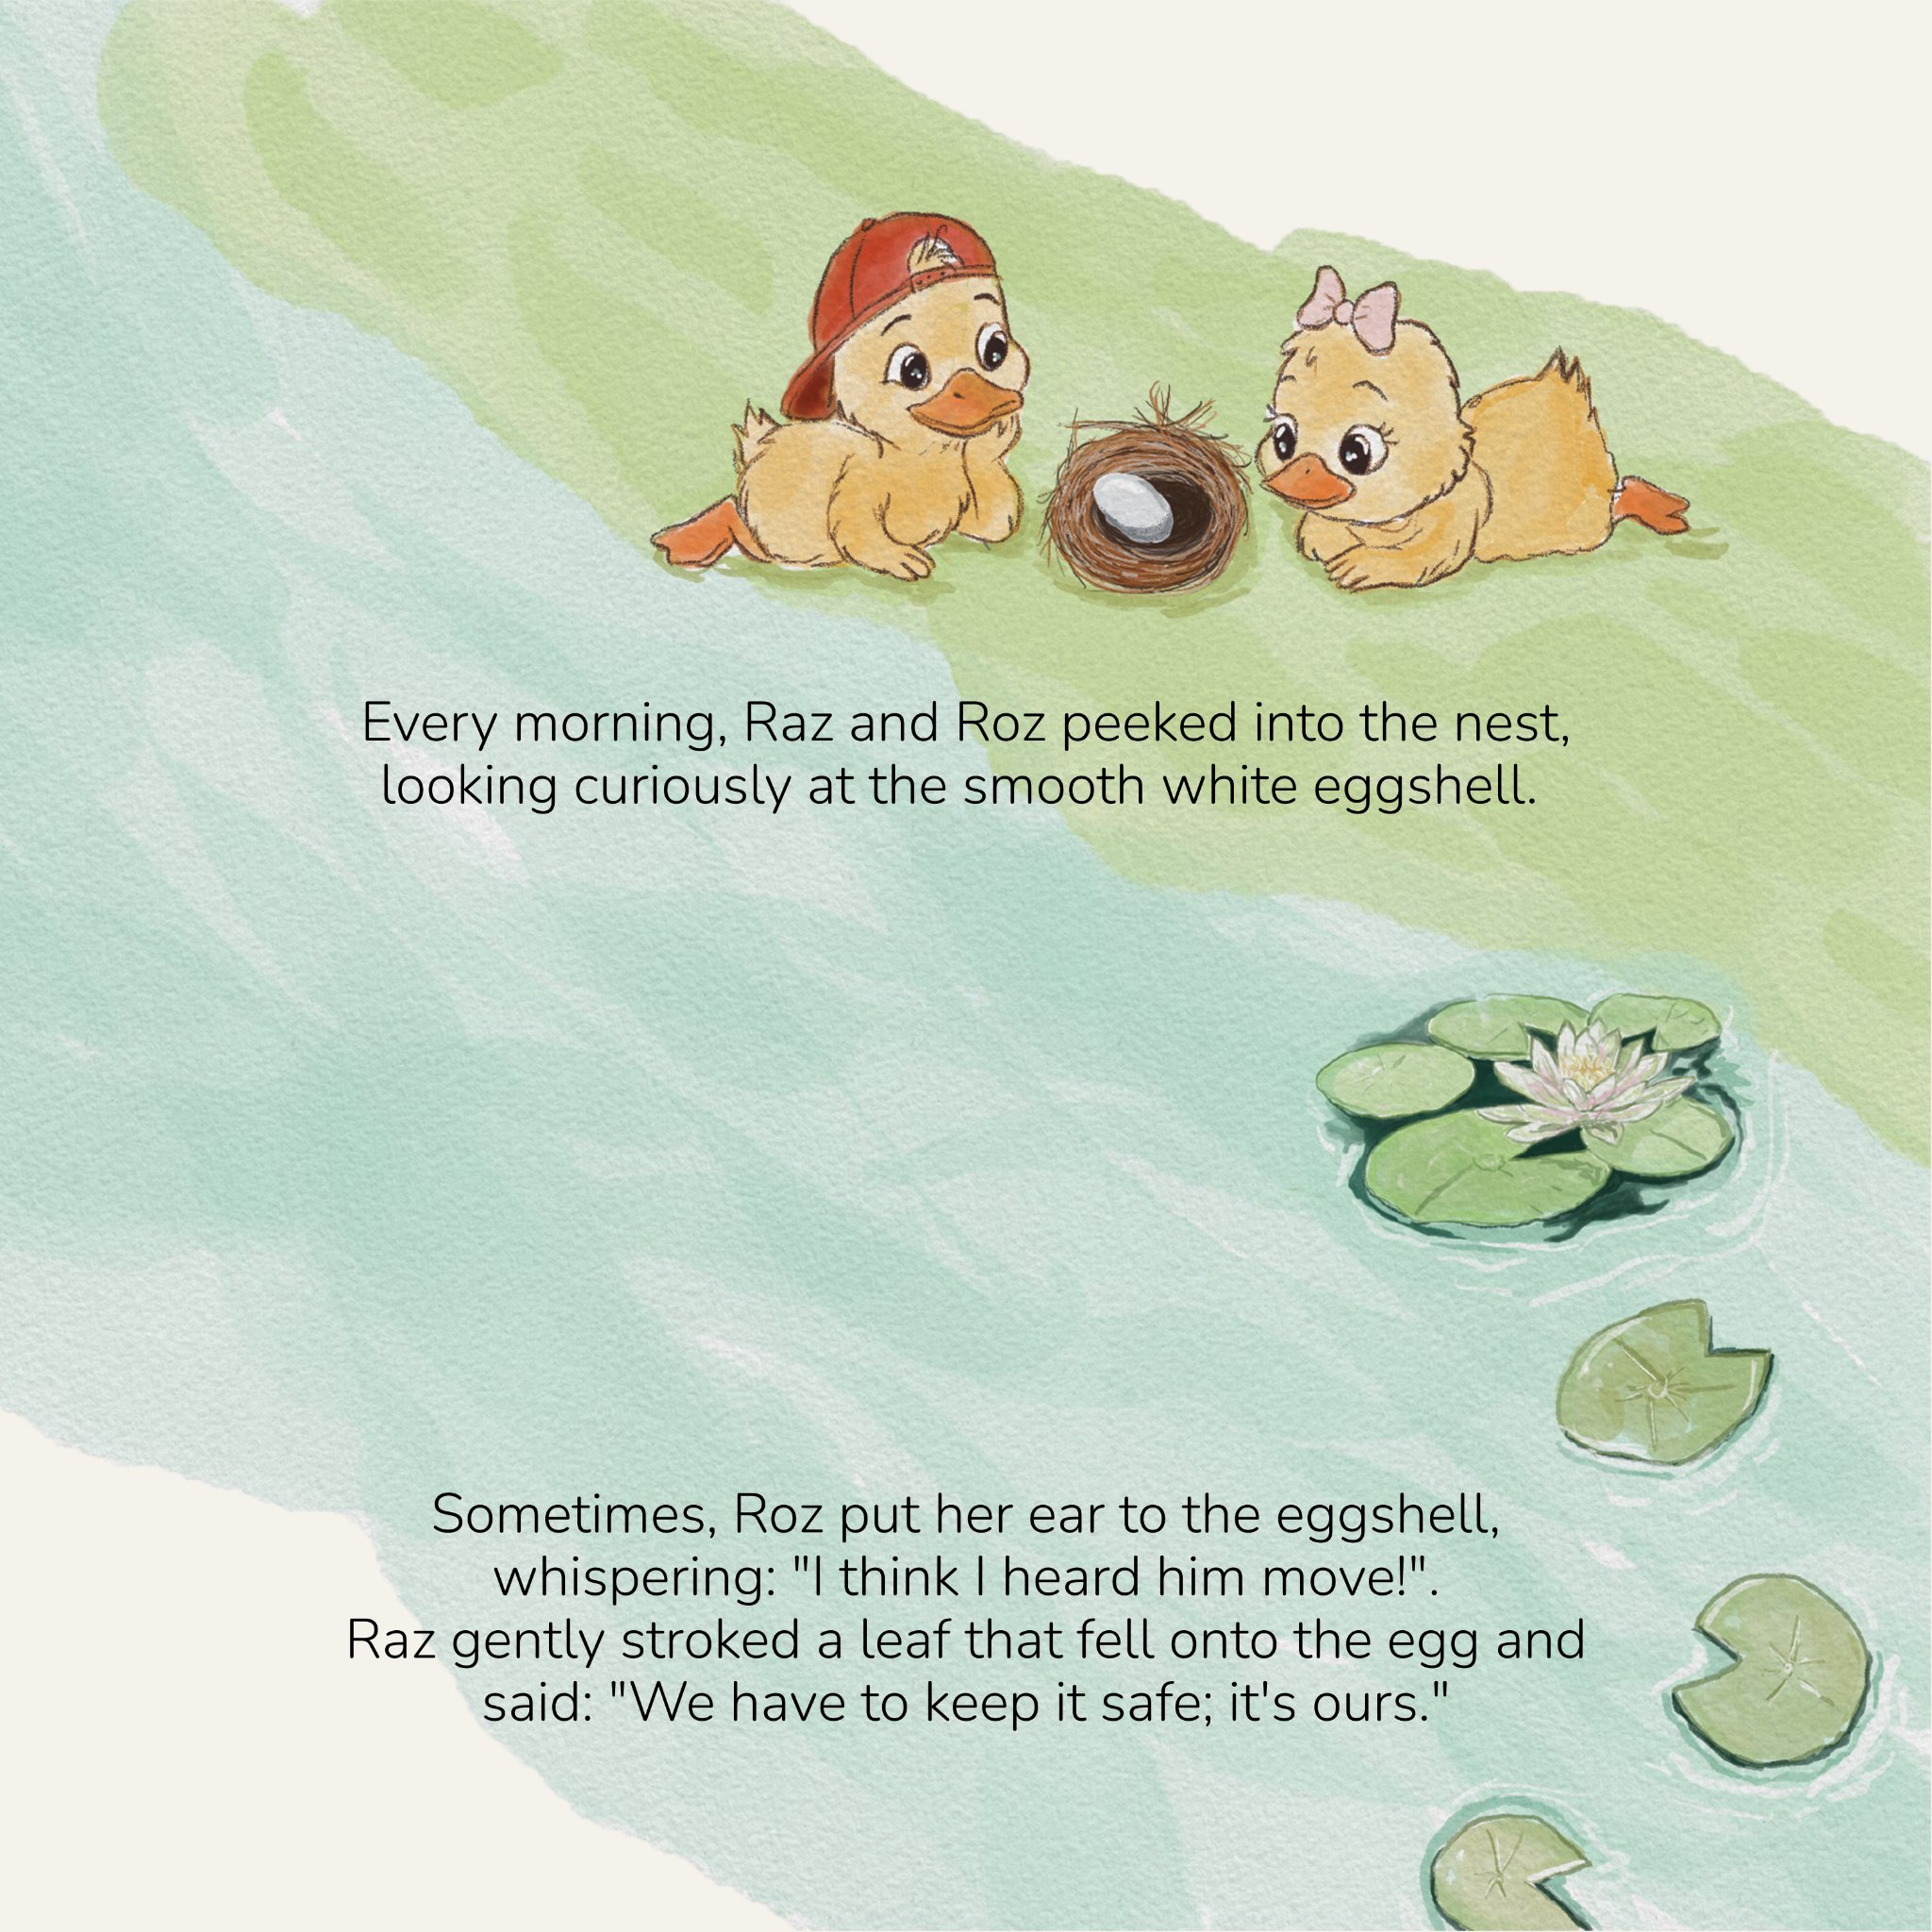 Every morning, Raz and Roz peeked into the nest,
looking curiously at the smooth white eggshell.
Sometimes, Roz put her ear to the eggshell,
whispering: "I think I heard him move!".
Raz gently stroked a leaf that fell onto the egg and
said: "We have to keep it safe; it's ours."